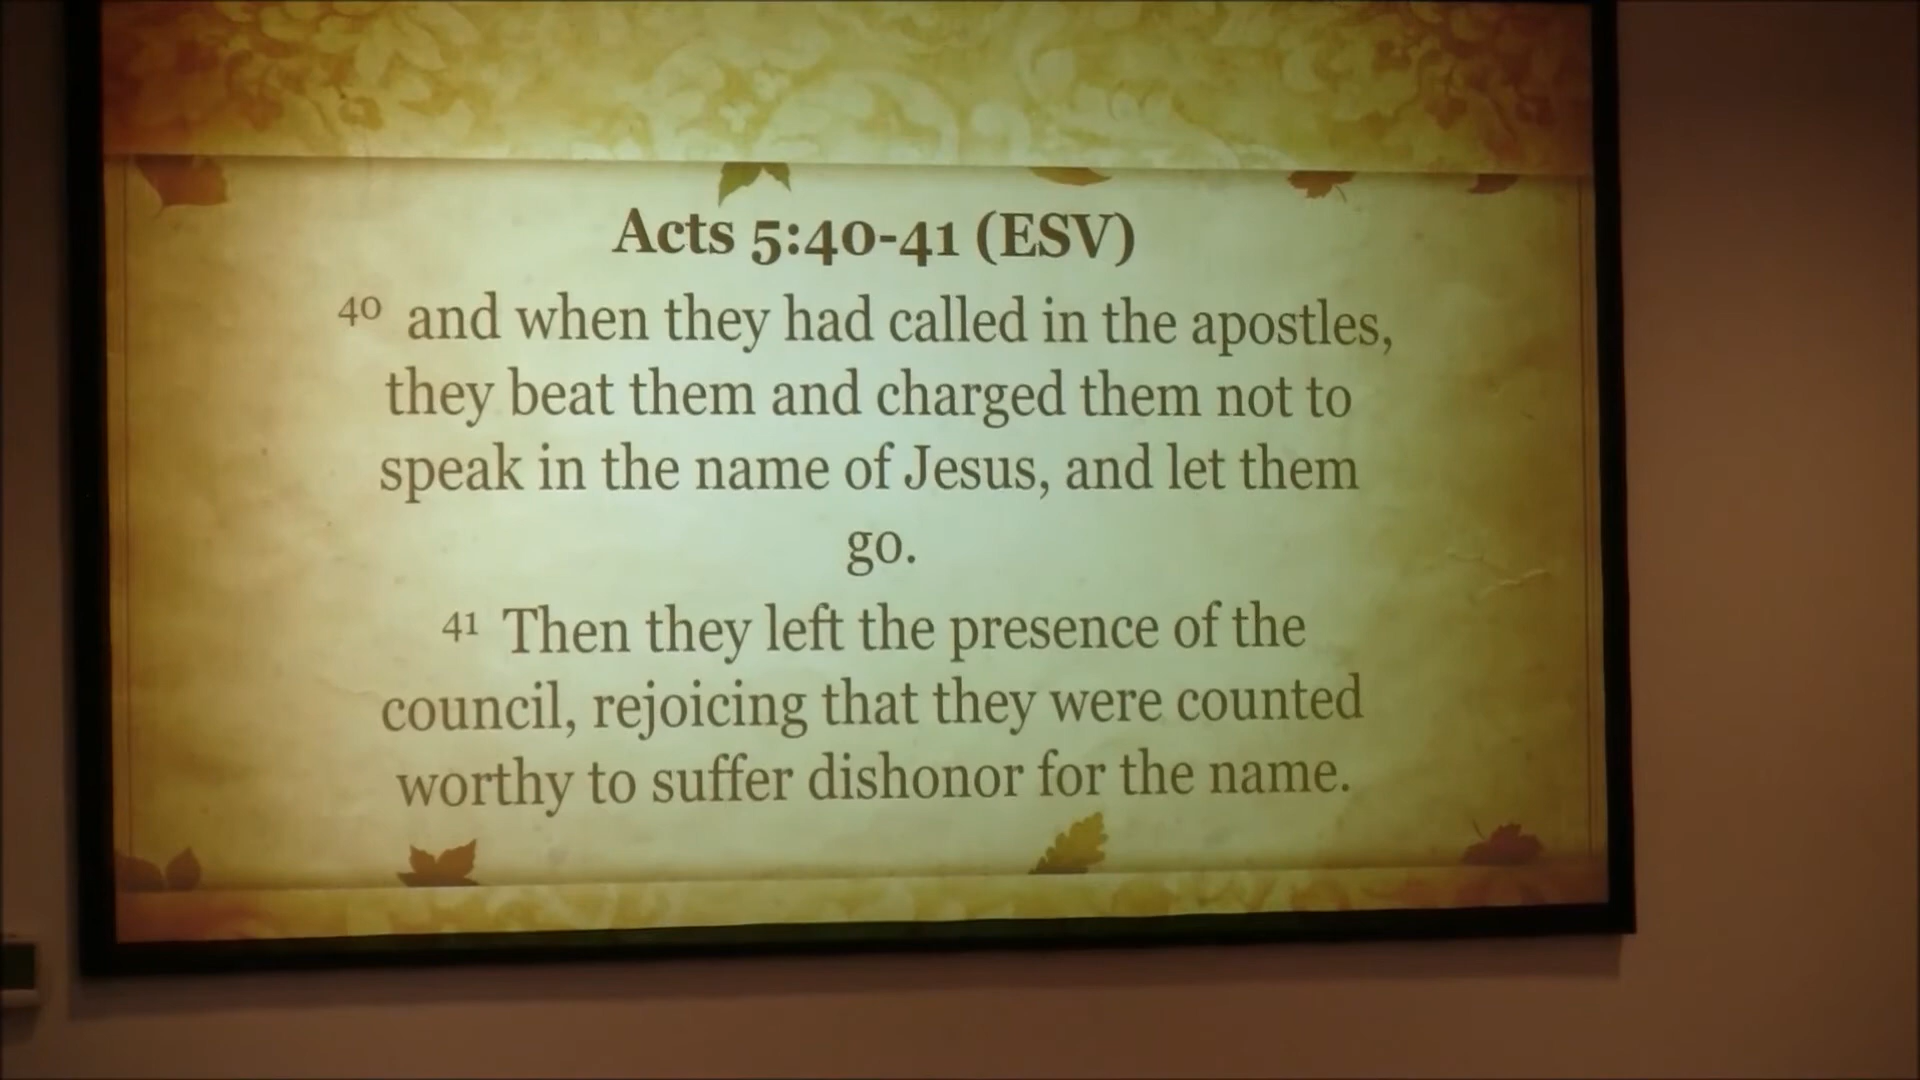 Acts 5:40-41 (ESV)
40 and when they had called in the apostles,
they beat them and charged them not to
speak in the name of Jesus, and let them
go.
41 Then they left the presence of the
council, rejoicing that they were counted
worthy to suffer dishonor for the name.